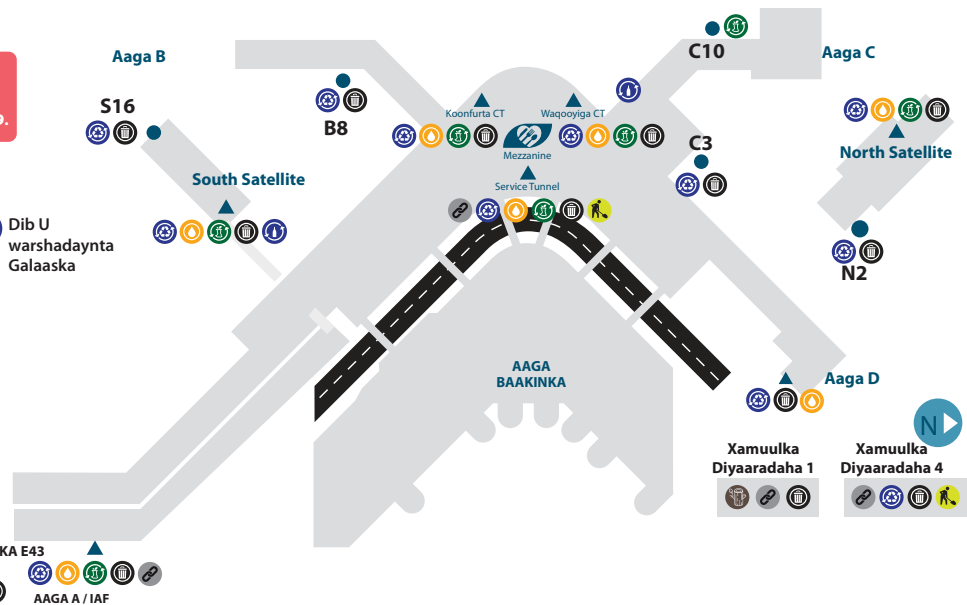 C10
Aaga B
Aaga C
S16
Koonfurta CT
Waqooyiga CT
B8
C3
Mezzanine
North Satellite
South Satellite
Service Tunnel
Dib U
warshadaynta
Galaaska
N2
AAGA
BAAKINKA
Aaga D
N
Xamuulka
Diyaaradaha 1
Xamuulka
Diyaaradaha 4
KA E43
AAGA A / IAF